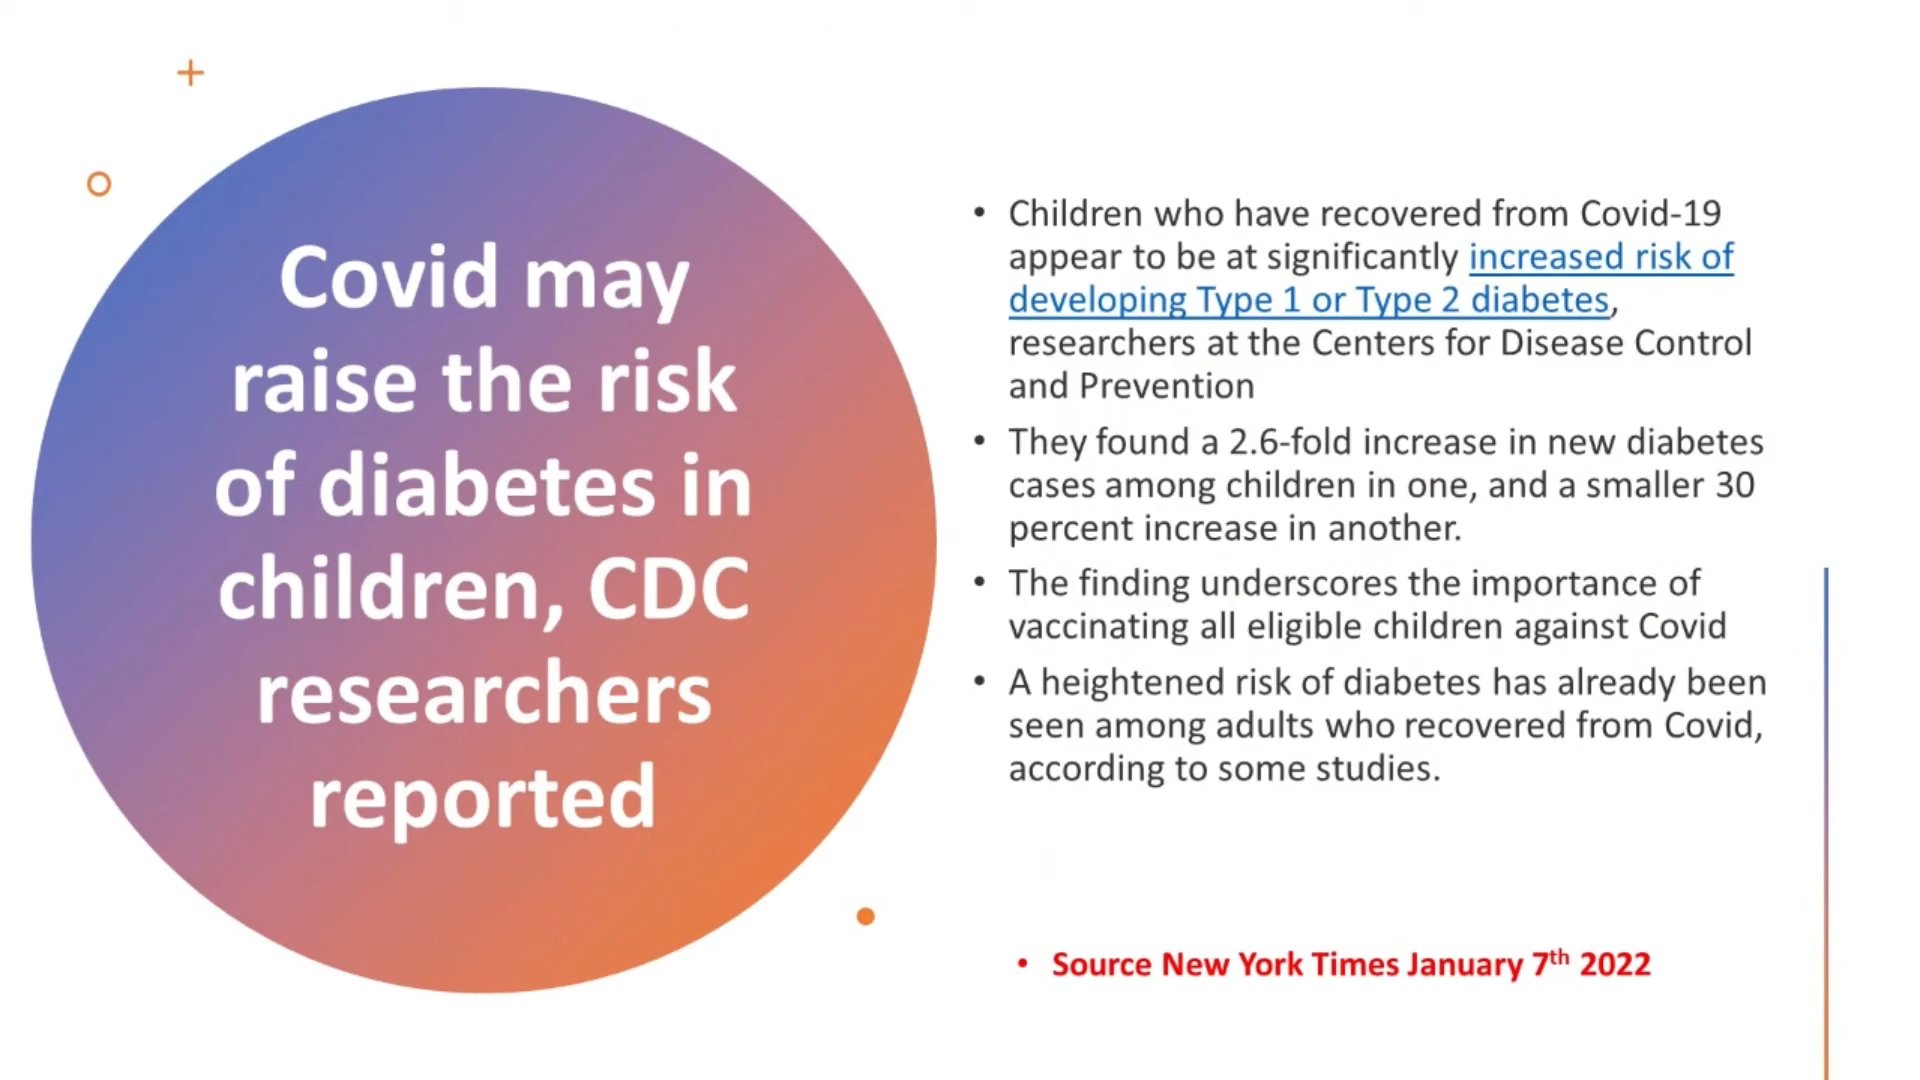 Covid may
raise the risk
of diabetes in
children, CDC
researchers
reported
• Children who have recovered from Covid-19
appear to be at significantly increased risk of
developing Type 1 or Type 2 diabetes,
researchers at the Centers for Disease Control
and Prevention
• They found a 2.6-fold increase in new diabetes
cases among children in one, and a smaller 30
percent increase in another.
• The finding underscores the importance of
vaccinating all eligible children against Covid
• A heightened risk of diabetes has already been
seen among adults who recovered from Covid,
according to some studies.
• Source New York Times January 7th 2022